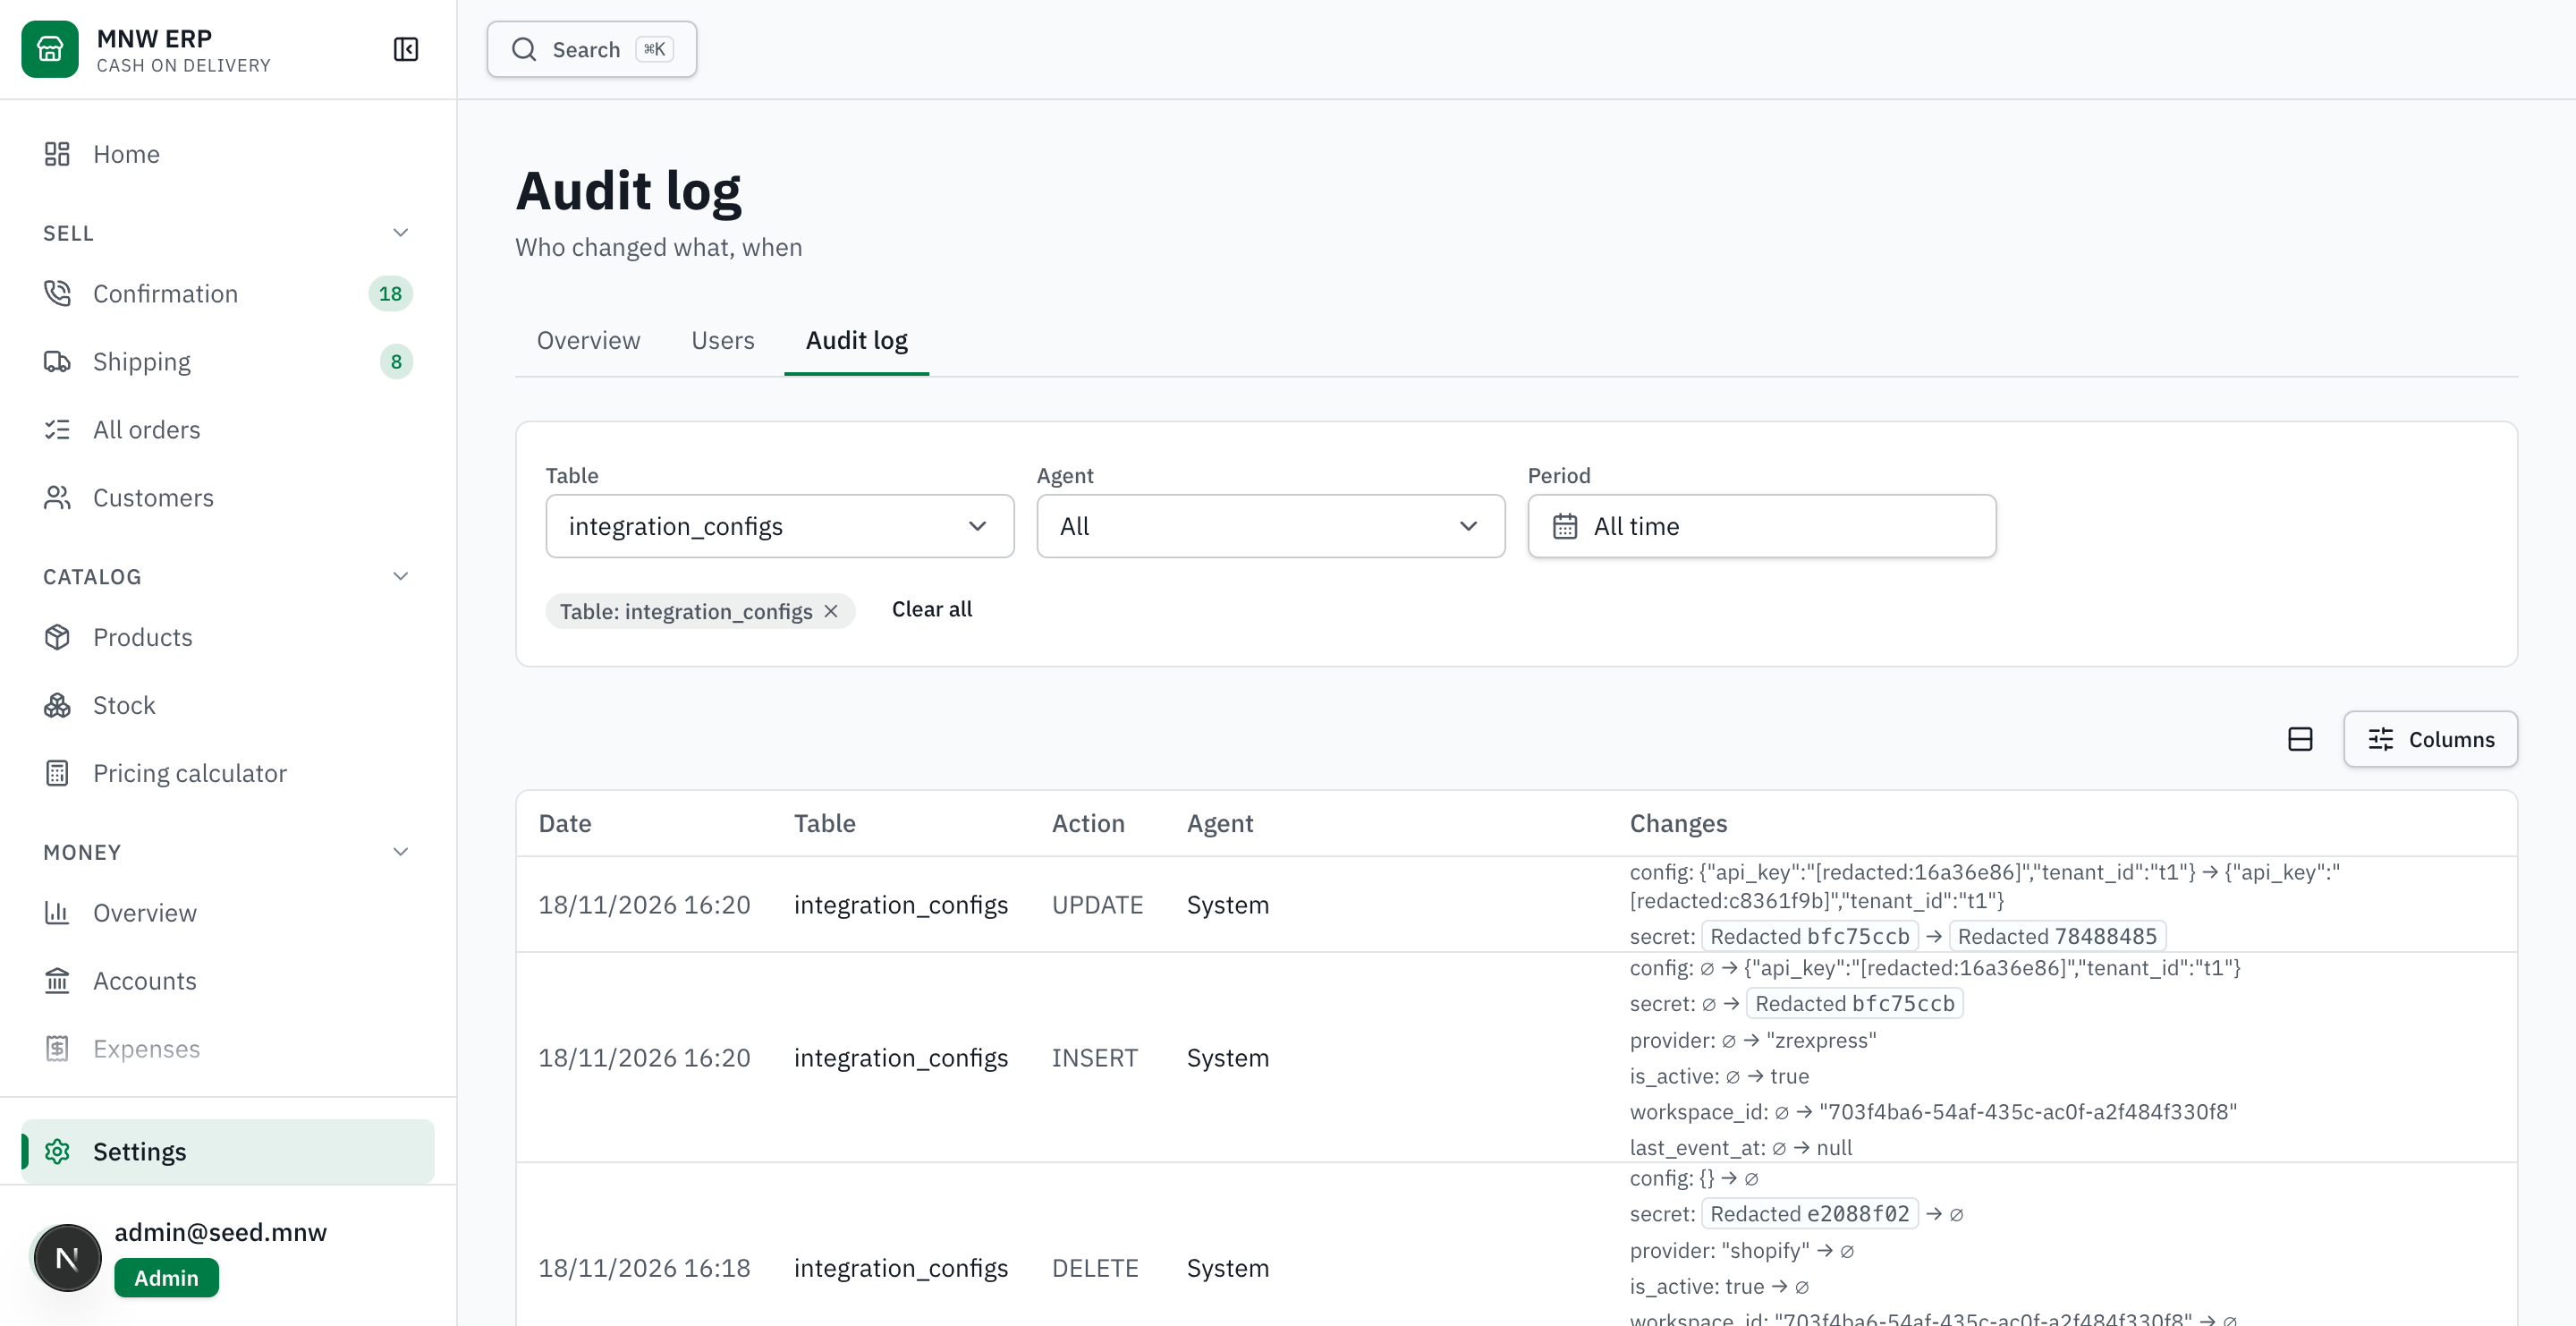 MNW ERP
CASH ON DELIVERY
Search ⌘K
Home
SELL
Confirmation 18
Shipping 8
All orders
Customers
CATALOG
Products
Stock
Pricing calculator
MONEY
Overview
Accounts
Expenses
Settings
N
admin@seed.mnw
Admin
Audit log
Who changed what, when
Overview Users Audit log
Table Agent Period
integration_configs All All time
Table: integration_configs Clear all
Columns
Date Table Action Agent Changes
18/11/2026 16:20 integration_configs UPDATE System
config: {"api_key":"[redacted:16a36e86]","tenant_id":"t1"} → {"api_key":"
[redacted:c8361f9b]","tenant_id":"t1"}
secret: Redacted bfc75ccb → Redacted 78488485
18/11/2026 16:20 integration_configs INSERT System
config: ∅ → {"api_key":"[redacted:16a36e86]","tenant_id":"t1"}
secret: ∅ → Redacted bfc75ccb
provider: ∅ → "zrexpress"
is_active: ∅ → true
workspace_id: ∅ → "703f4ba6-54af-435c-ac0f-a2f484f330f8"
last_event_at: ∅ → null
18/11/2026 16:18 integration_configs DELETE System
config: {} → ∅
secret: Redacted e2088f02 → ∅
provider: "shopify" → ∅
is_active: true → ∅
workspace_id: "703f4ba6-54af-435c-ac0f-a2f484f330f8" → ∅